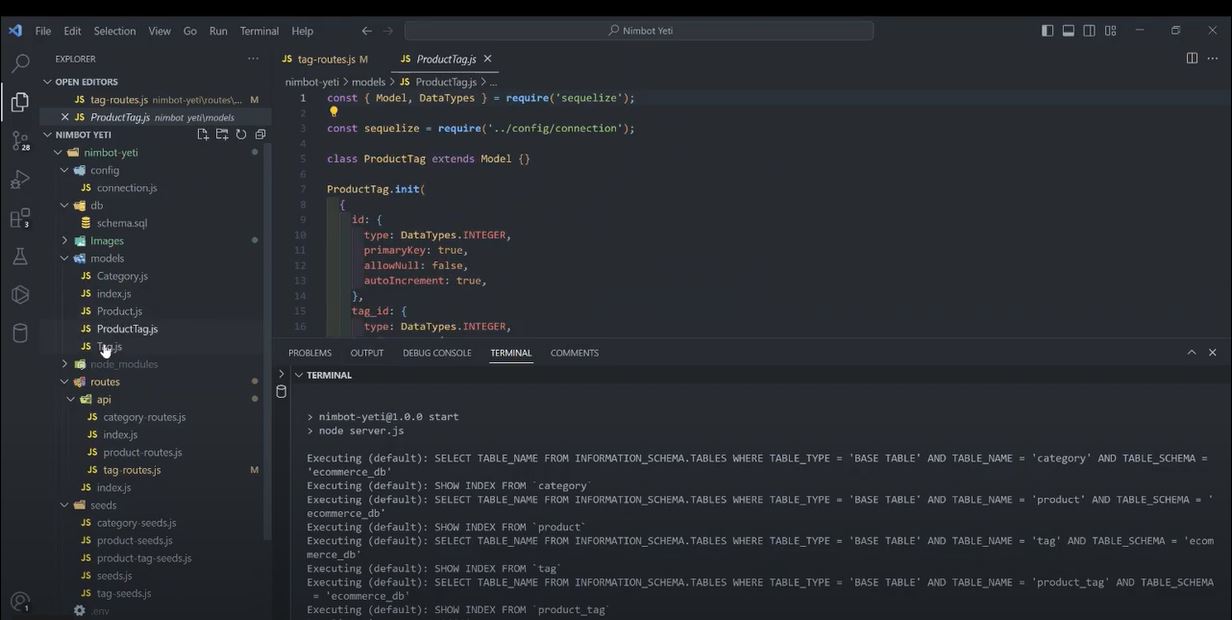 File Edit Selection View Go Run Terminal Help
Nimbot Yeti
EXPLORER
OPEN EDITORS
JS tag-routes.js nimbot-yeti\routes\... M
JS ProductTag.js nimbot yeti\models
NIMBOT YETI
nimbot-yeti
config
JS connection.js
db
schema.sql
Images
models
JS Category.js
JS index.js
JS Product.js
JS ProductTag.js
JS Tag.js
node_modules
routes
api
JS category-routes.js
JS index.js
JS product-routes.js
JS tag-routes.js M
JS index.js
seeds
JS category-seeds.js
JS product-seeds.js
JS product-tag-seeds.js
JS seeds.js
JS tag-seeds.js
.env
28
3
1
JS tag-routes.js M JS ProductTag.js
nimbot-yeti > models > JS ProductTag.js > ...
1 const { Model, DataTypes } = require('sequelize');
2
3 const sequelize = require('../config/connection');
4
5 class ProductTag extends Model {}
6
7 ProductTag.init(
8 {
9 id: {
10 type: DataTypes.INTEGER,
11 primaryKey: true,
12 allowNull: false,
13 autoIncrement: true,
14 },
15 tag_id: {
16 type: DataTypes.INTEGER,
PROBLEMS OUTPUT DEBUG CONSOLE TERMINAL COMMENTS
TERMINAL
> nimbot-yeti@1.0.0 start
> node server.js
Executing (default): SELECT TABLE_NAME FROM INFORMATION_SCHEMA.TABLES WHERE TABLE_TYPE = 'BASE TABLE' AND TABLE_NAME = 'category' AND TABLE_SCHEMA =
'ecommerce_db'
Executing (default): SHOW INDEX FROM `category`
Executing (default): SELECT TABLE_NAME FROM INFORMATION_SCHEMA.TABLES WHERE TABLE_TYPE = 'BASE TABLE' AND TABLE_NAME = 'product' AND TABLE_SCHEMA = '
ecommerce_db'
Executing (default): SHOW INDEX FROM `product`
Executing (default): SELECT TABLE_NAME FROM INFORMATION_SCHEMA.TABLES WHERE TABLE_TYPE = 'BASE TABLE' AND TABLE_NAME = 'tag' AND TABLE_SCHEMA = 'ecom
merce_db'
Executing (default): SHOW INDEX FROM `tag`
Executing (default): SELECT TABLE_NAME FROM INFORMATION_SCHEMA.TABLES WHERE TABLE_TYPE = 'BASE TABLE' AND TABLE_NAME = 'product_tag' AND TABLE_SCHEMA
= 'ecommerce_db'
Executing (default): SHOW INDEX FROM `product_tag`